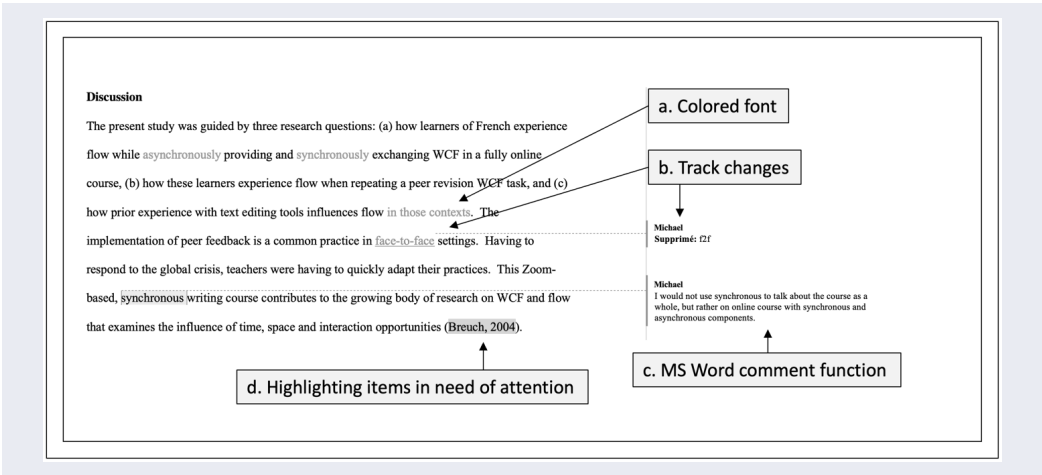 Discussion
a. Colored font
The present study was guided by three research questions: (a) how learners of French experience
flow while asynchronously providing and synchronously exchanging WCF in a fully online
course, (b) how these learners experience flow when repeating a peer revision WCF task, and (c)
b. Track changes
how prior experience with text editing tools influences flow in those contexts. The
implementation of peer feedback is a common practice in face-to-face settings. Having to
Michael
Supprimé: f2f
respond to the global crisis, teachers were having to quickly adapt their practices. This Zoom-
based, synchronous writing course contributes to the growing body of research on WCF and flow
that examines the influence of time, space and interaction opportunities (Breuch, 2004).
Michael
I would not use synchronous to talk about the course as a
whole, but rather on online course with synchronous and
asynchronous components.
c. MS Word comment function
d. Highlighting items in need of attention